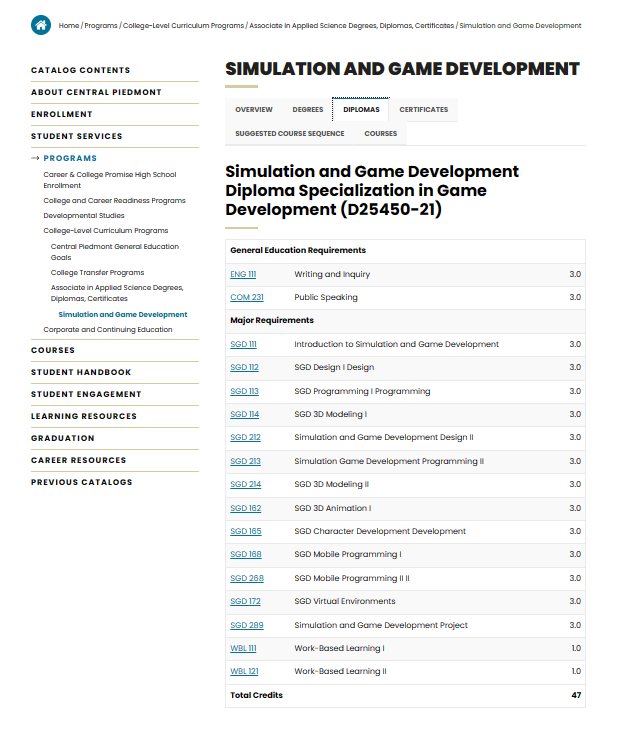 Home / Programs / College-Level Curriculum Programs / Associate in Applied Science Degrees, Diplomas, Certificates / Simulation and Game Development
CATALOG CONTENTS
ABOUT CENTRAL PIEDMONT
ENROLLMENT
STUDENT SERVICES
→ PROGRAMS
Career & College Promise High School
Enrollment
College and Career Readiness Programs
Developmental Studies
College-Level Curriculum Programs
Central Piedmont General Education
Goals
College Transfer Programs
Associate in Applied Science Degrees,
Diplomas, Certificates
Simulation and Game Development
Corporate and Continuing Education
COURSES
STUDENT HANDBOOK
STUDENT ENGAGEMENT
LEARNING RESOURCES
GRADUATION
CAREER RESOURCES
PREVIOUS CATALOGS
SIMULATION AND GAME DEVELOPMENT
OVERVIEW DEGREES DIPLOMAS CERTIFICATES
SUGGESTED COURSE SEQUENCE COURSES
Simulation and Game Development
Diploma Specialization in Game
Development (D25450-21)
General Education Requirements
ENG 111 Writing and Inquiry 3.0
COM 231 Public Speaking 3.0
Major Requirements
SGD 111 Introduction to Simulation and Game Development 3.0
SGD 112 SGD Design I Design 3.0
SGD 113 SGD Programming I Programming 3.0
SGD 114 SGD 3D Modeling I 3.0
SGD 212 Simulation and Game Development Design II 3.0
SGD 213 Simulation Game Development Programming II 3.0
SGD 214 SGD 3D Modeling II 3.0
SGD 162 SGD 3D Animation I 3.0
SGD 165 SGD Character Development Development 3.0
SGD 168 SGD Mobile Programming I 3.0
SGD 268 SGD Mobile Programming II II 3.0
SGD 172 SGD Virtual Environments 3.0
SGD 289 Simulation and Game Development Project 3.0
WBL 111 Work-Based Learning I 1.0
WBL 121 Work-Based Learning II 1.0
Total Credits 47